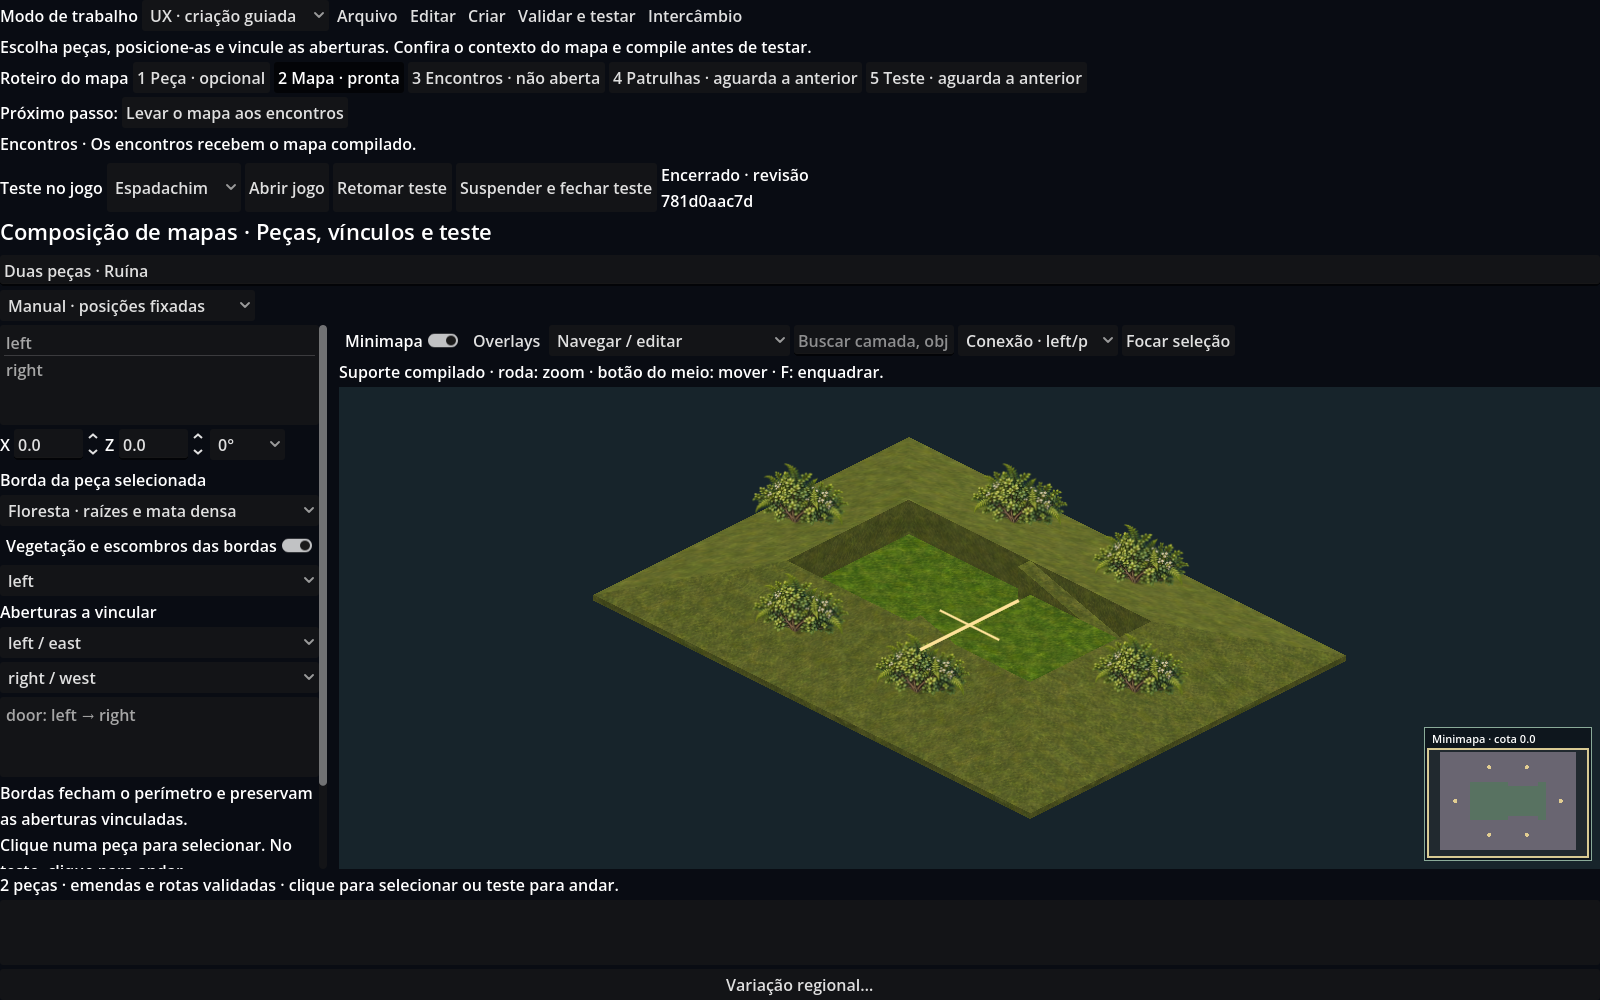 Modo de trabalho UX · criação guiada Arquivo Editar Criar Validar e testar Intercâmbio
Escolha peças, posicione-as e vincule as aberturas. Confira o contexto do mapa e compile antes de testar.
Roteiro do mapa 1 Peça · opcional 2 Mapa · pronta 3 Encontros · não aberta 4 Patrulhas · aguarda a anterior 5 Teste · aguarda a anterior
Próximo passo: Levar o mapa aos encontros
Encontros · Os encontros recebem o mapa compilado.
Teste no jogo Espadachim Abrir jogo Retomar teste Suspender e fechar teste Encerrado · revisão
781d0aac7d
Composição de mapas · Peças, vínculos e teste
Duas peças · Ruína
Manual · posições fixadas
left
right
X 0.0 Z 0.0 0°
Borda da peça selecionada
Floresta · raízes e mata densa
Vegetação e escombros das bordas
left
Aberturas a vincular
left / east
right / west
door: left → right
Bordas fecham o perímetro e preservam
as aberturas vinculadas.
Clique numa peça para selecionar. No
Minimapa Overlays Navegar / editar Buscar camada, obj Conexão · left/p Focar seleção
Suporte compilado · roda: zoom · botão do meio: mover · F: enquadrar.
Minimapa · cota 0.0
2 peças · emendas e rotas validadas · clique para selecionar ou teste para andar.
Variação regional...